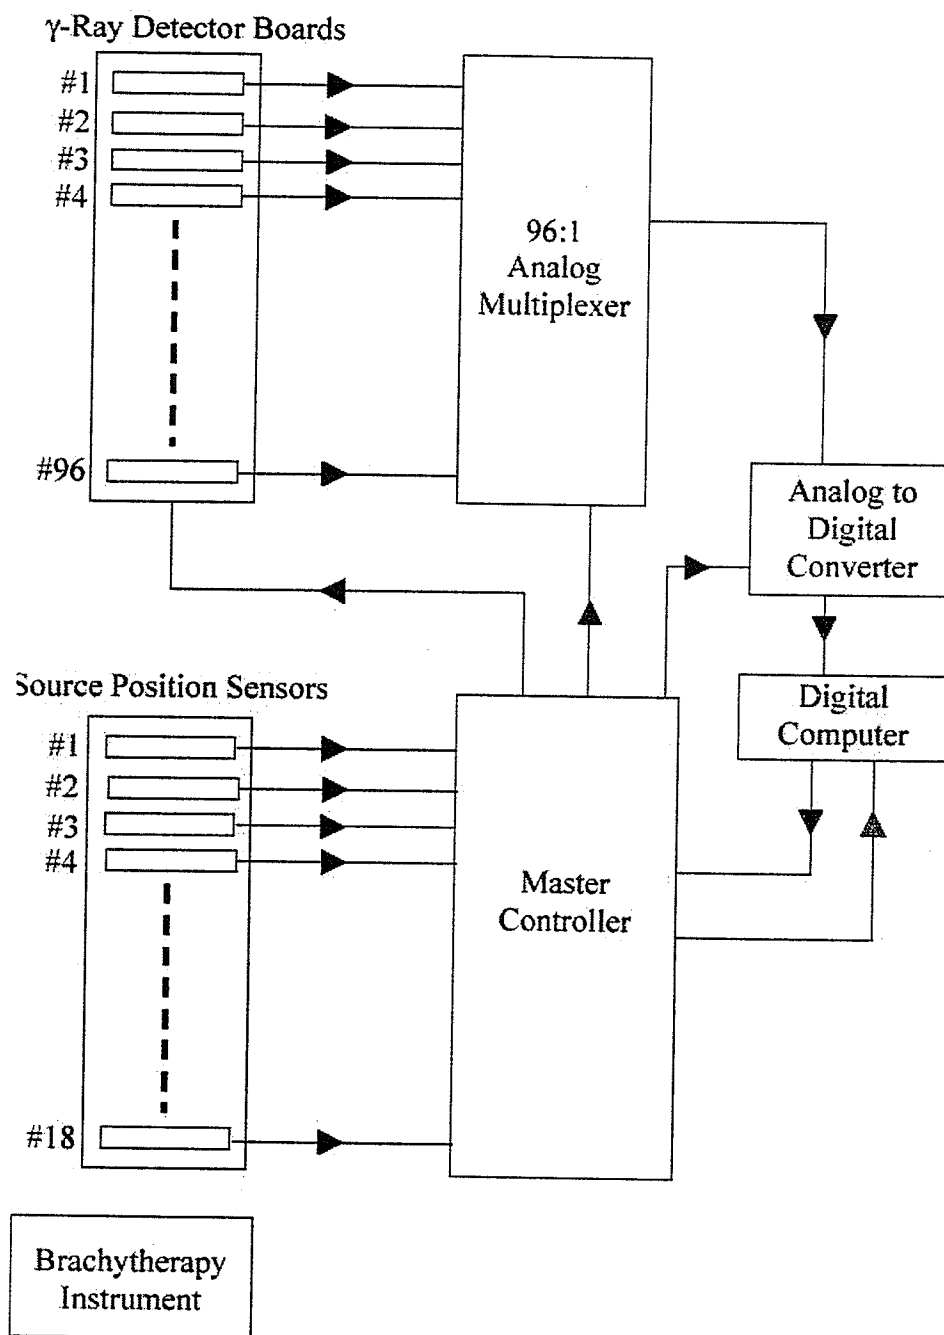 γ-Ray Detector Boards
#1
#2
#3
#4
#96
96:1
Analog
Multiplexer
Analog to
Digital
Converter
Digital
Computer
Source Position Sensors
#1
#2
#3
#4
#18
Master
Controller
Brachytherapy
Instrument